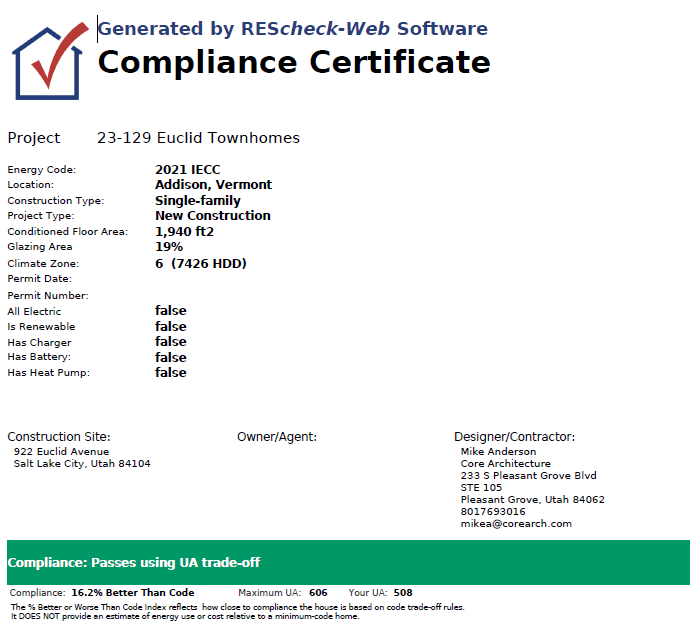 Generated by REScheck-Web Software
Compliance Certificate
Project 23-129 Euclid Townhomes
Energy Code: 2021 IECC
Location: Addison, Vermont
Construction Type: Single-family
Project Type: New Construction
Conditioned Floor Area: 1,940 ft2
Glazing Area 19%
Climate Zone: 6 (7426 HDD)
Permit Date:
Permit Number:
All Electric false
Is Renewable false
Has Charger false
Has Battery: false
Has Heat Pump: false
Construction Site: Owner/Agent: Designer/Contractor:
922 Euclid Avenue Mike Anderson
Salt Lake City, Utah 84104 Core Architecture
233 S Pleasant Grove Blvd
STE 105
Pleasant Grove, Utah 84062
8017693016
mikea@corearch.com
Compliance: Passes using UA trade-off
Compliance: 16.2% Better Than Code Maximum UA: 606 Your UA: 508
The % Better or Worse Than Code Index reflects how close to compliance the house is based on code trade-off rules.
It DOES NOT provide an estimate of energy use or cost relative to a minimum-code home.